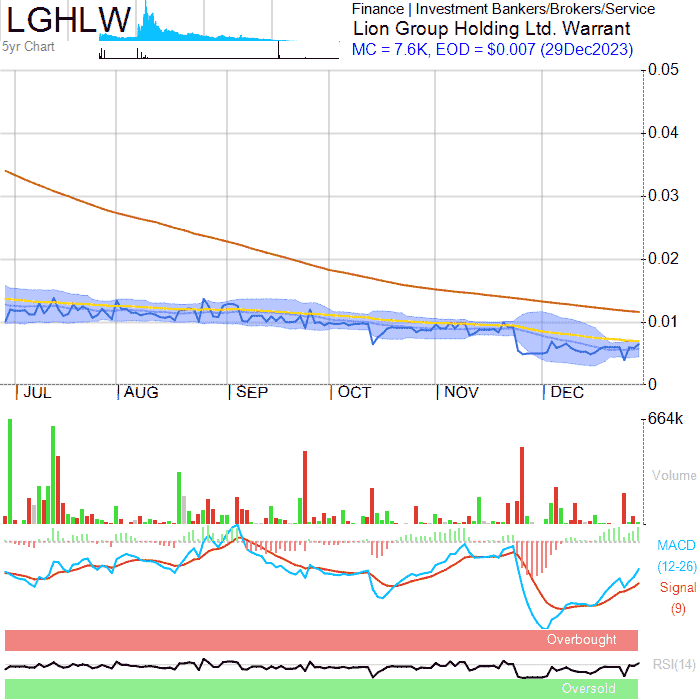 LGHLW
5yr Chart
Finance | Investment Bankers/Brokers/Service
Lion Group Holding Ltd. Warrant
MC = 7.6K, EOD = $0.007 (29Dec2023)
0.05
0.04
0.03
0.02
0.01
0
JUL AUG SEP OCT NOV DEC
664k
Volume
MACD
(12-26)
Signal
(9)
Overbought
RSI(14)
Oversold